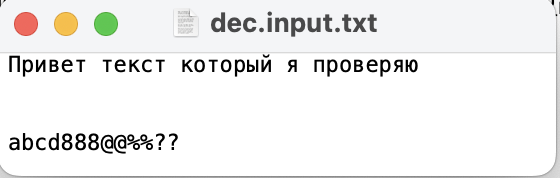 dec.input.txt
Привет текст который я проверяю
abcd888@@%%??